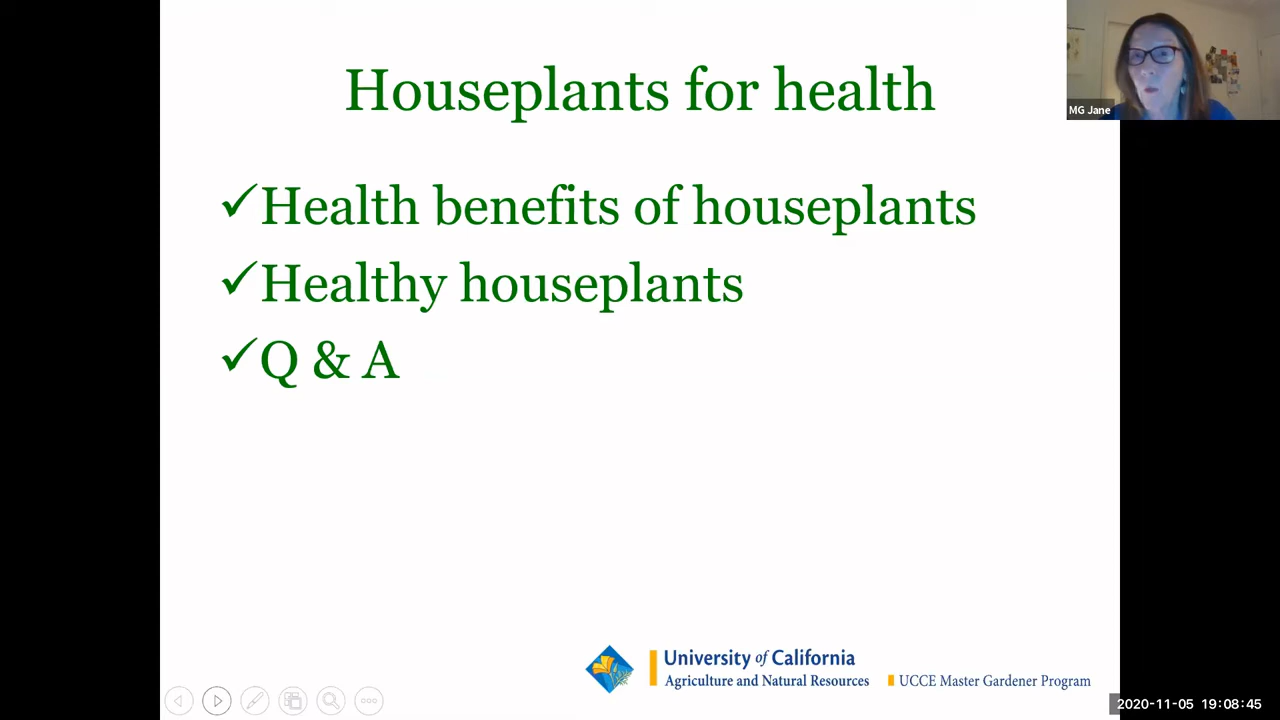 Houseplants for health
MG Jane
✓Health benefits of houseplants
✓Healthy houseplants
✓Q & A
University of California
Agriculture and Natural Resources
UCCE Master Gardener Program
2020-11-05 19:08:45